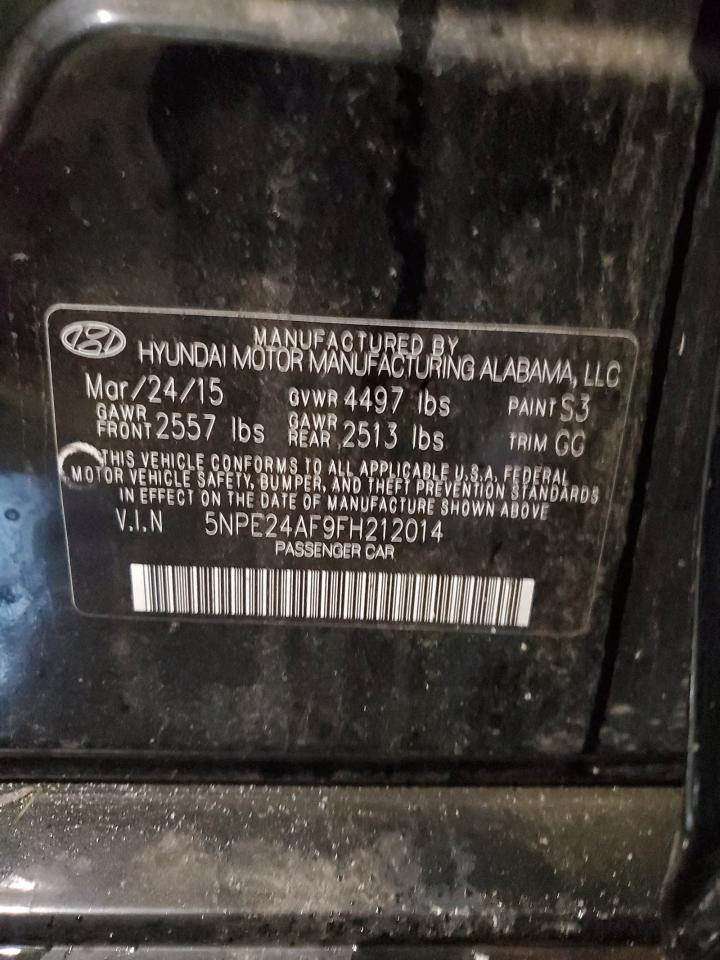 MANUFACTURED BY
HYUNDAI MOTOR MANUFACTURING ALABAMA, LLC
Mar/24/15 GVWR 4497 lbs PAINT S3
GAWR FRONT 2557 lbs GAWR REAR 2513 lbs TRIM GG
THIS VEHICLE CONFORMS TO ALL APPLICABLE U.S.A. FEDERAL
MOTOR VEHICLE SAFETY, BUMPER, AND THEFT PREVENTION STANDARDS
IN EFFECT ON THE DATE OF MANUFACTURE SHOWN ABOVE
V.I.N 5NPE24AF9FH212014
PASSENGER CAR